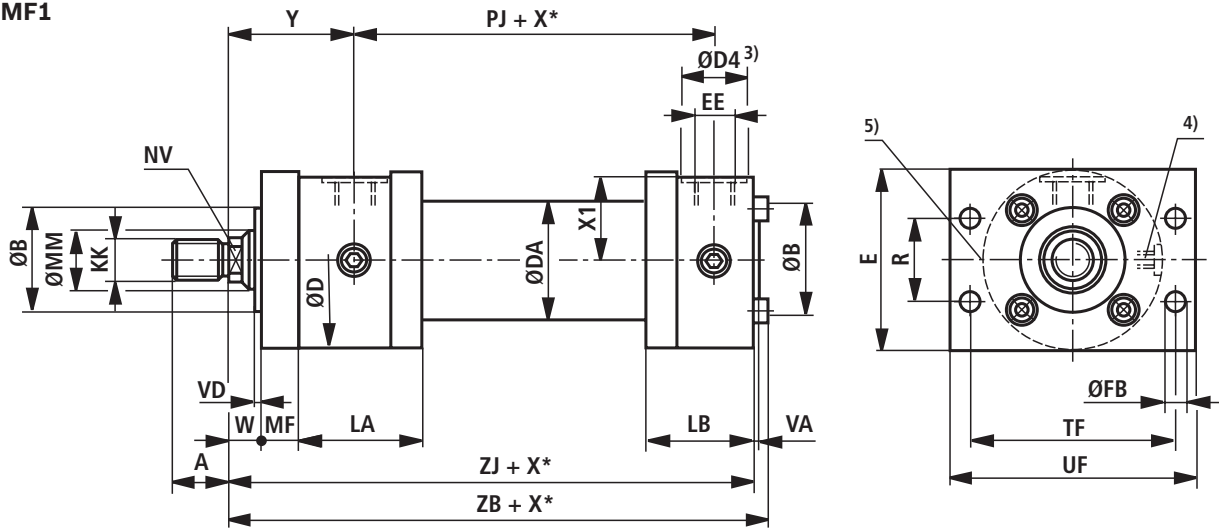 MF1
Y
PJ + X*
ØD4 3)
EE
NV
5)
4)
ØB
ØMM
KK
ØD
ØDA
X1
ØB
E
R
VD
ØFB
W
MF
LA
LB
VA
TF
A
ZJ + X*
UF
ZB + X*